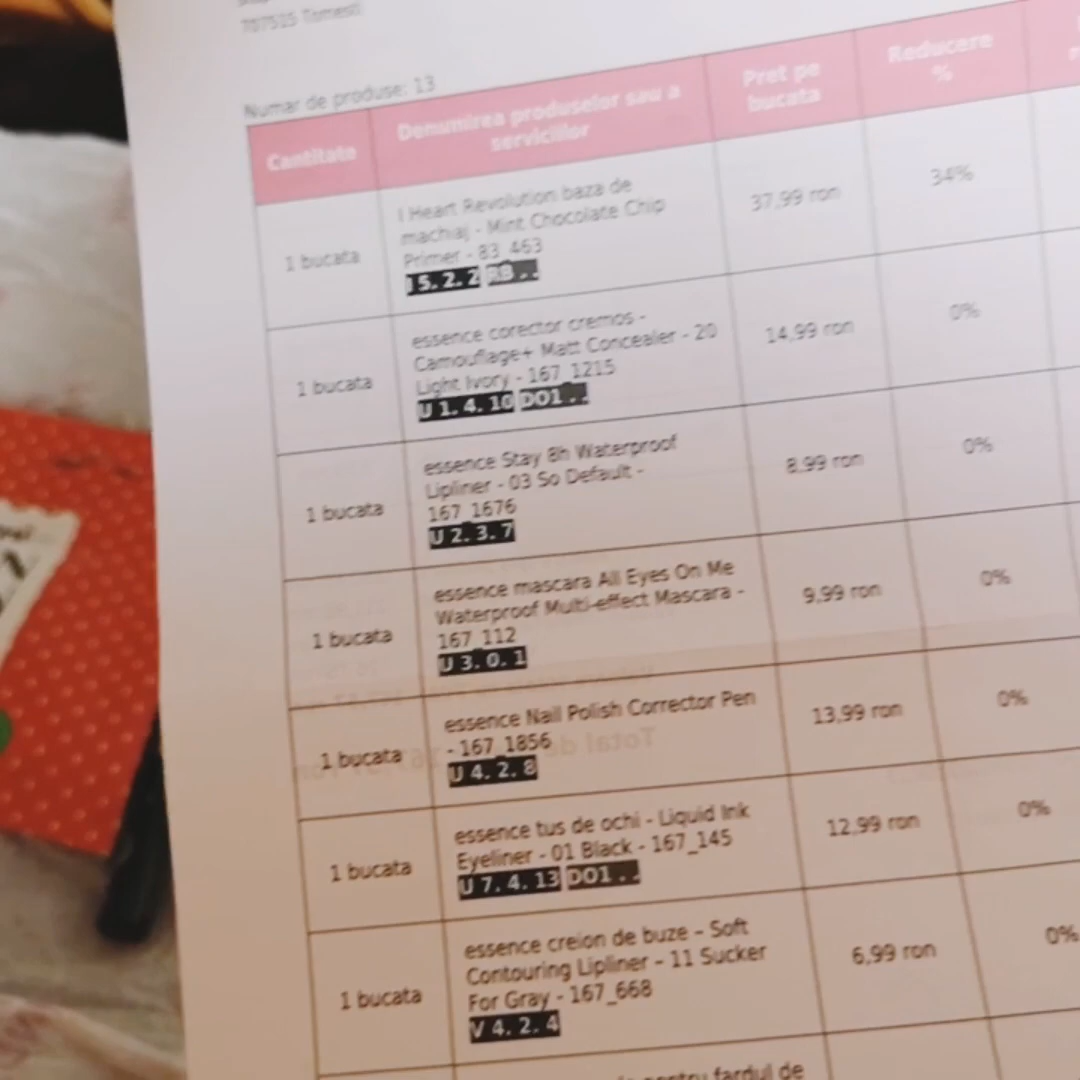 707515 Tomesti
Numar de produse: 13
Cantitate
Denumirea produselor sau a
serviciilor
Pret pe
bucata
Reducere
%
1 bucata
I Heart Revolution baza de
machiaj - Mint Chocolate Chip
Primer - 83_463
J 5. 2. 2 RB . .
37,99 ron
34%
1 bucata
essence corector cremos -
Camouflage+ Matt Concealer - 20
Light Ivory - 167_1215
U 1. 4. 10 DO1 . .
14,99 ron
0%
1 bucata
essence Stay 8h Waterproof
Lipliner - 03 So Default -
167_1676
U 2. 3. 7
8,99 ron
0%
1 bucata
essence mascara All Eyes On Me
Waterproof Multi-effect Mascara -
167_112
U 3. 0. 1
9,99 ron
0%
1 bucata
essence Nail Polish Corrector Pen
- 167_1856
U 4. 2. 8
13,99 ron
0%
1 bucata
essence tus de ochi - Liquid Ink
Eyeliner - 01 Black - 167_145
U 7. 4. 13 DO1 . .
12,99 ron
0%
1 bucata
essence creion de buze – Soft
Contouring Lipliner – 11 Sucker
For Gray - 167_668
V 4. 2. 4
6,99 ron
0%
pentru fardul de